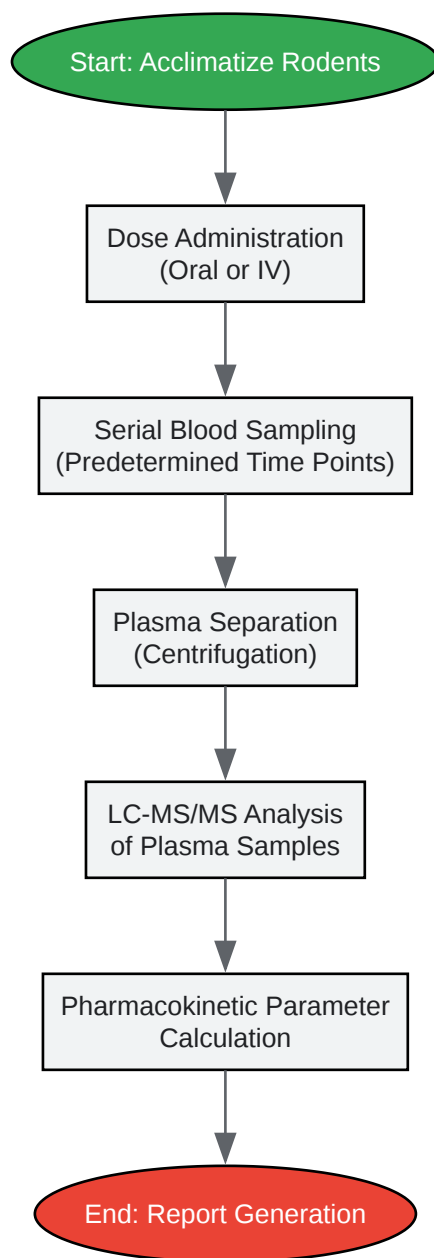 Start: Acclimatize Rodents
Dose Administration
(Oral or IV)
Serial Blood Sampling
(Predetermined Time Points)
Plasma Separation
(Centrifugation)
LC-MS/MS Analysis
of Plasma Samples
Pharmacokinetic Parameter
Calculation
End: Report Generation